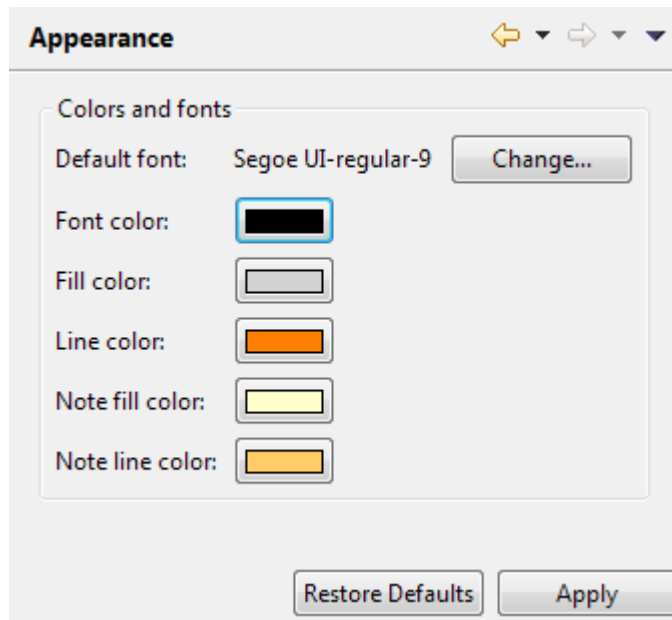 Appearance
Colors and fonts
Default font: Segoe UI-regular-9 Change...
Font color:
Fill color:
Line color:
Note fill color:
Note line color:
Restore Defaults Apply